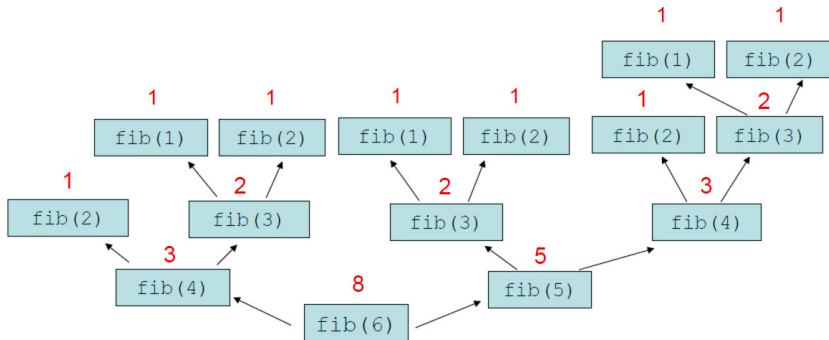 1 1
fib(1) fib(2)
1 1 1 1 1 2
fib(1) fib(2) fib(1) fib(2) fib(2) fib(3)
1 2 2 3
fib(2) fib(3) fib(3) fib(4)
3 5
fib(4) fib(5)
8
fib(6)